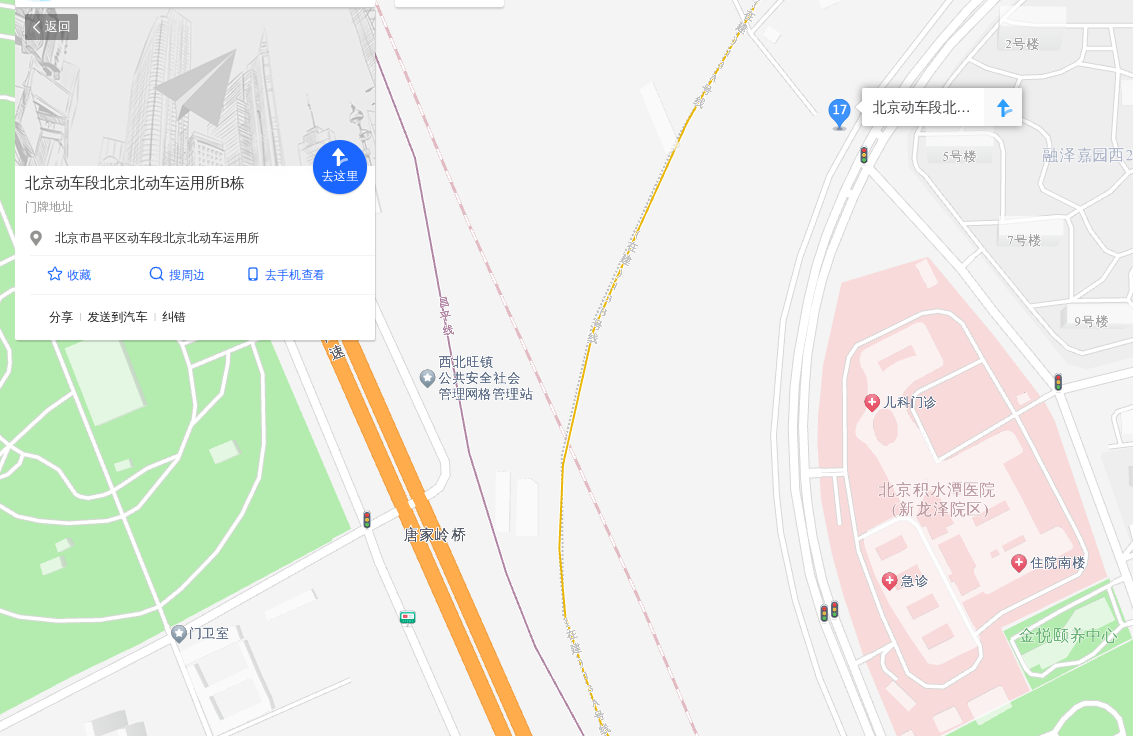 返回
去这里
北京动车段北京北动车运用所B栋
门牌地址
北京市昌平区动车段北京北动车运用所
收藏
搜周边
去手机查看
分享
发送到汽车
纠错
17
北京动车段北...
2号楼
5号楼
融泽嘉园西2
7号楼
9号楼
速
昌平线
西北旺镇
公共安全社会
管理网格管理站
儿科门诊
北京积水潭医院
(新龙泽院区)
唐家岭桥
住院南楼
急诊
门卫室
金悦颐养中心